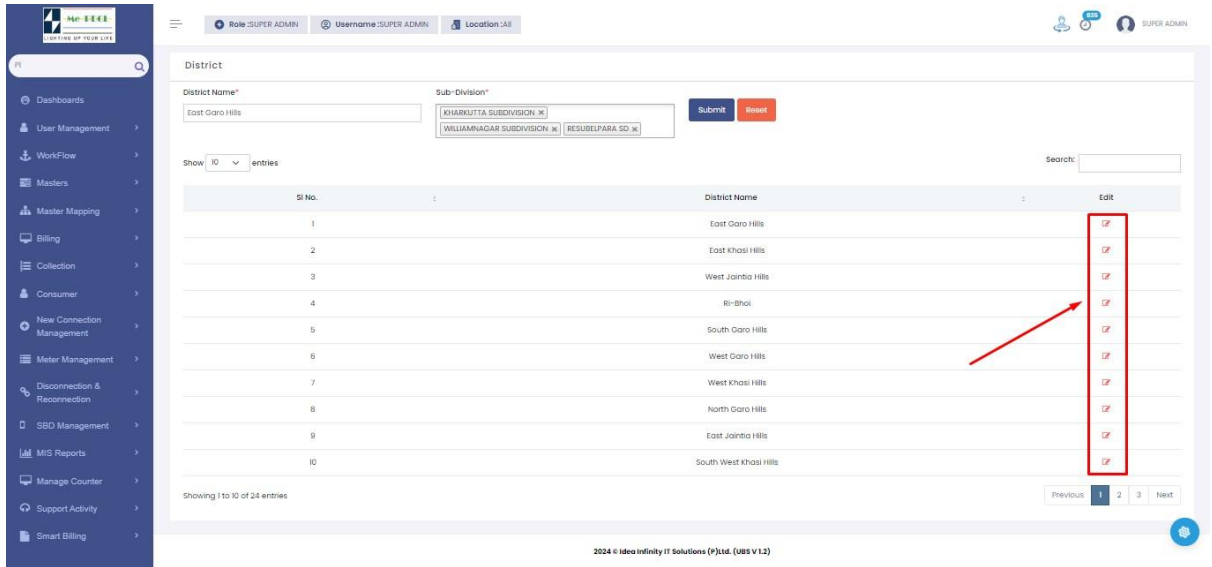 Me-PDCL
LIGHTING UP YOUR LIFE
Role :SUPER ADMIN Username :SUPER ADMIN Location :All
835
SUPER ADMIN
Pl
Dashboards
User Management
WorkFlow
Masters
Master Mapping
Billing
Collection
Consumer
New Connection
Management
Meter Management
Disconnection &
Reconnection
SBD Management
MIS Reports
Manage Counter
Support Activity
Smart Billing
District
District Name* Sub-Division*
East Garo Hills KHARKUTTA SUBDIVISION × Submit Reset
WILLIAMNAGAR SUBDIVISION × RESUBELPARA SD ×
Show 10 entries Search:
Sl No. District Name Edit
1 East Garo Hills
2 East Khasi Hills
3 West Jaintia Hills
4 Ri-Bhoi
5 South Garo Hills
6 West Garo Hills
7 West Khasi Hills
8 North Garo Hills
9 East Jaintia Hills
10 South West Khasi Hills
Showing 1 to 10 of 24 entries Previous 1 2 3 Next
2024 © Idea Infinity IT Solutions (P)Ltd. (UBS V 1.2)